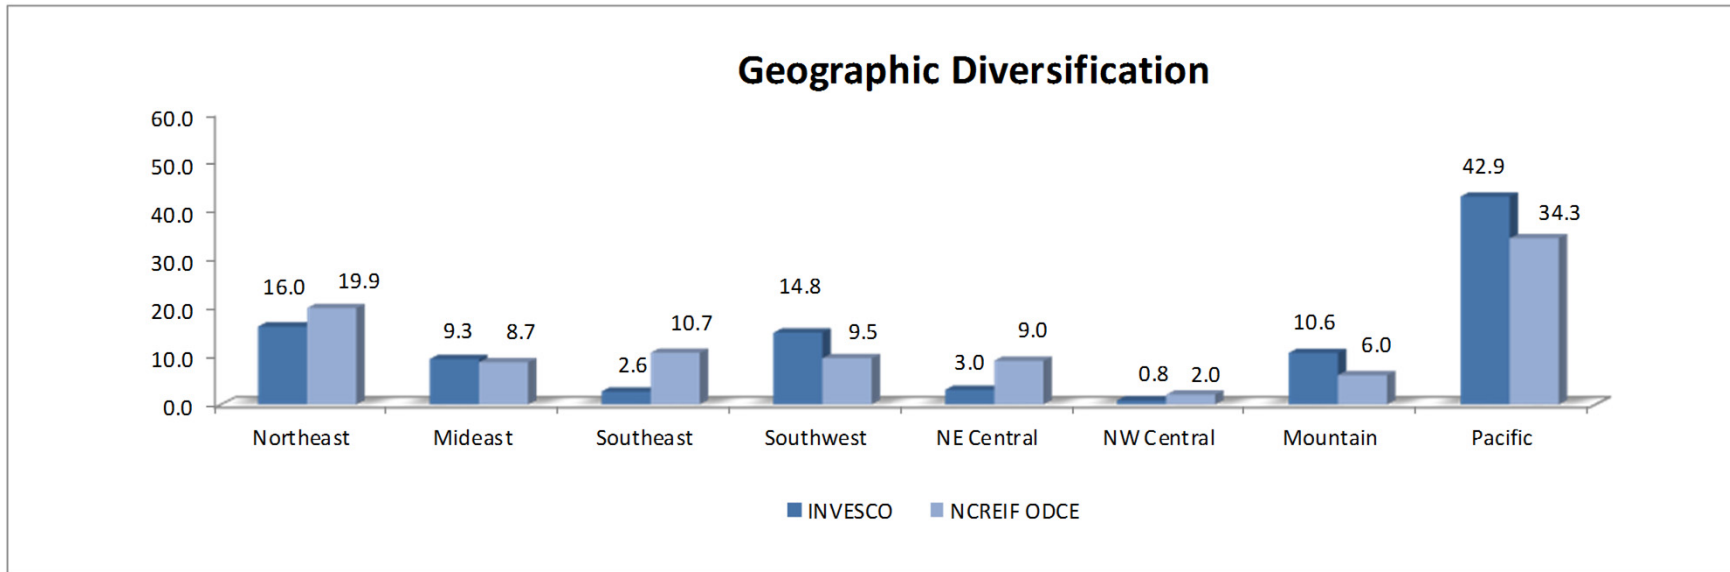 Geographic Diversification
60.0
50.0
40.0
30.0
20.0
10.0
0.0
16.0 19.9 9.3 8.7 2.6 10.7 14.8 9.5 3.0 9.0 0.8 2.0 10.6 6.0 42.9 34.3
Northeast Mideast Southeast Southwest NE Central NW Central Mountain Pacific
INVESCO NCREIF ODCE